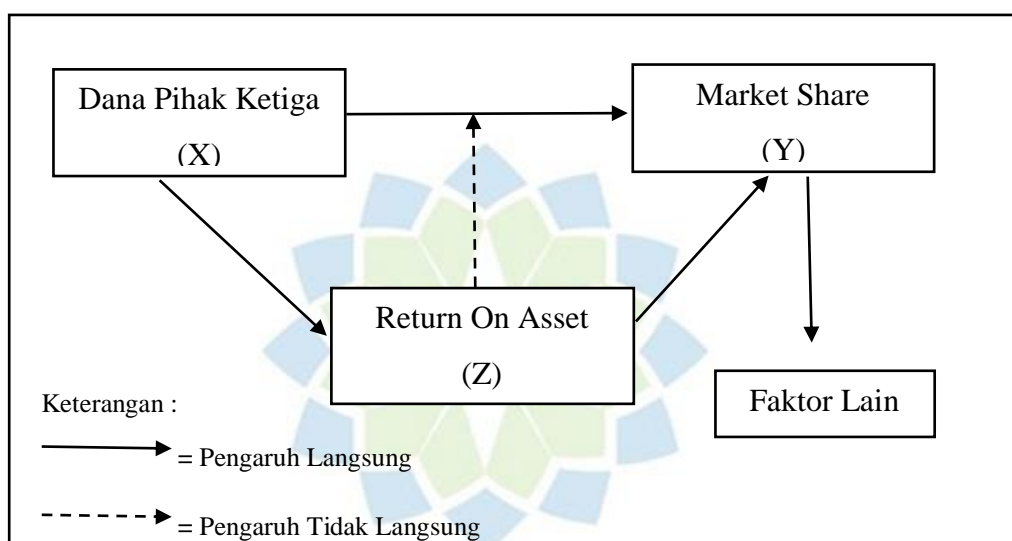 Dana Pihak Ketiga
(X)
Market Share
(Y)
Return On Asset
(Z)
Faktor Lain
Keterangan :
= Pengaruh Langsung
= Pengaruh Tidak Langsung